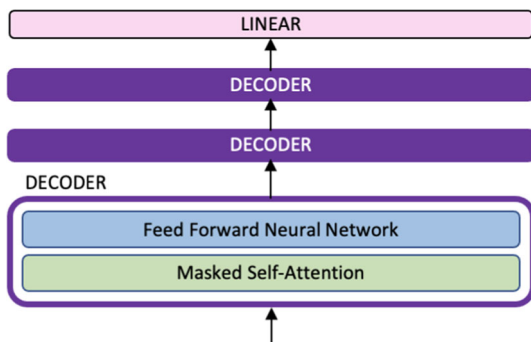 LINEAR
DECODER
DECODER
DECODER
Feed Forward Neural Network
Masked Self-Attention